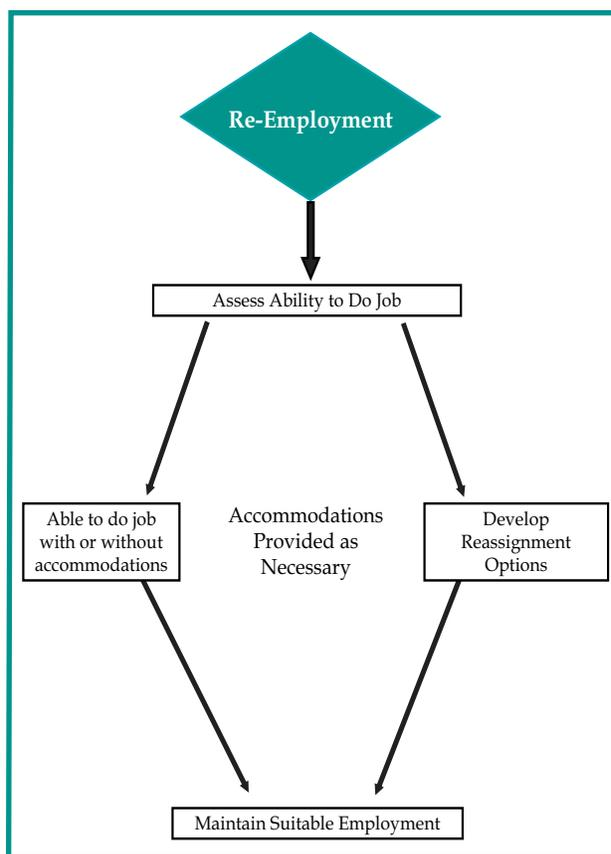 Re-Employment
Assess Ability to Do Job
Able to do job
with or without
accommodations
Accommodations
Provided as
Necessary
Develop
Reassignment
Options
Maintain Suitable Employment